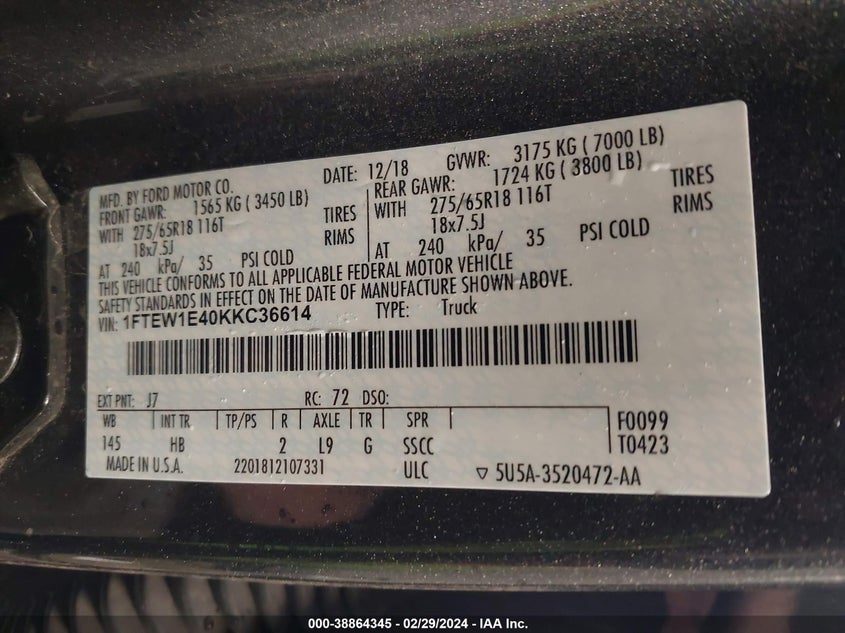 MFD. BY FORD MOTOR CO. DATE: 12/18 GVWR: 3175 KG ( 7000 LB)
FRONT GAWR: 1565 KG ( 3450 LB) REAR GAWR: 1724 KG ( 3800 LB)
WITH 275/65R18 116T TIRES WITH 275/65R18 116T TIRES
18x7.5J RIMS 18x7.5J RIMS
AT 240 kPa/ 35 PSI COLD AT 240 kPa/ 35 PSI COLD
THIS VEHICLE CONFORMS TO ALL APPLICABLE FEDERAL MOTOR VEHICLE
SAFETY STANDARDS IN EFFECT ON THE DATE OF MANUFACTURE SHOWN ABOVE.
VIN: 1FTEW1E40KKC36614 TYPE: Truck
EXT PNT: J7 RC: 72 DSO:
WB INT TR TP/PS R AXLE TR SPR F0099
145 HB 2 L9 G SSCC T0423
MADE IN U.S.A. 2201812107331 ULC ▽ 5U5A-3520472-AA
000-38864345 - 02/29/2024 - IAA Inc.